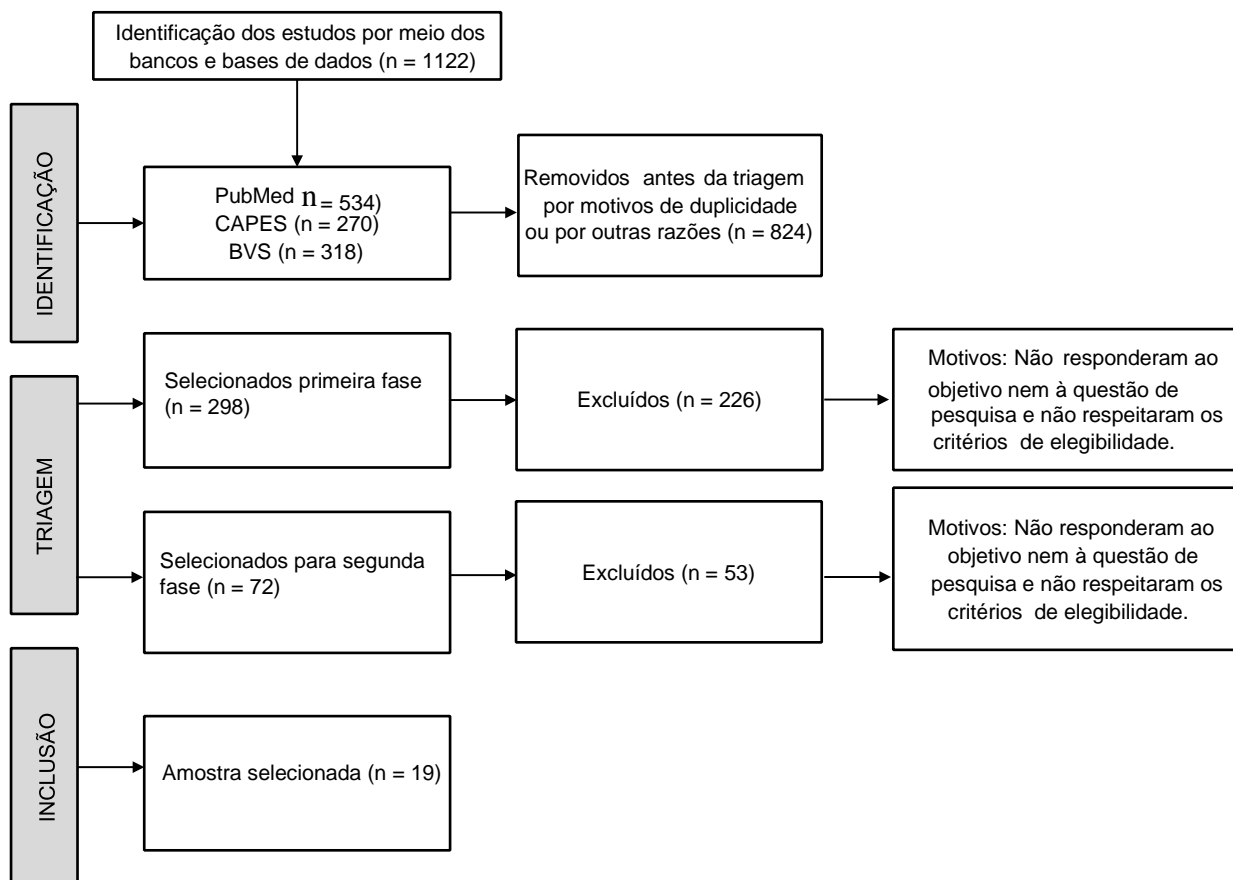 Identificação dos estudos por meio dos
bancos e bases de dados (n = 1122)
IDENTIFICAÇÃO
PubMed n = 534)
CAPES (n = 270)
BVS (n = 318)
Removidos antes da triagem
por motivos de duplicidade
ou por outras razões (n = 824)
TRIAGEM
Selecionados primeira fase
(n = 298)
Excluídos (n = 226)
Motivos: Não responderam ao
objetivo nem à questão de
pesquisa e não respeitaram os
critérios de elegibilidade.
Selecionados para segunda
fase (n = 72)
Excluídos (n = 53)
Motivos: Não responderam ao
objetivo nem à questão de
pesquisa e não respeitaram os
critérios de elegibilidade.
INCLUSÃO
Amostra selecionada (n = 19)